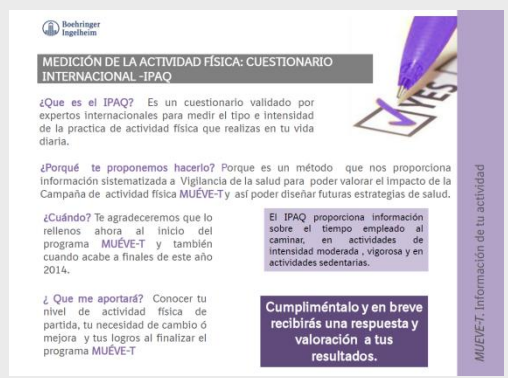 Boehringer
Ingelheim
MEDICIÓN DE LA ACTIVIDAD FÍSICA: CUESTIONARIO
INTERNACIONAL -IPAQ
YES
¿Que es el IPAQ? Es un cuestionario validado por
expertos internacionales para medir el tipo e intensidad
de la practica de actividad física que realizas en tu vida
diaria.
¿Porqué te proponemos hacerlo? Porque es un método que nos proporciona
información sistematizada a Vigilancia de la salud para poder valorar el impacto de la
Campaña de actividad física MUÉVE-T y así poder diseñar futuras estrategias de salud.
¿Cuándo? Te agradeceremos que lo
rellenos ahora al inicio del
programa MUÉVE-T y también
cuando acabe a finales de este año
2014.
El IPAQ proporciona información
sobre el tiempo empleado al
caminar, en actividades de
intensidad moderada , vigorosa y en
actividades sedentarias.
¿ Que me aportará? Conocer tu
nivel de actividad física de
partida, tu necesidad de cambio ó
mejora y tus logros al finalizar el
programa MUÉVE-T
Cumpliméntalo y en breve
recibirás una respuesta y
valoración a tus
resultados.
MUEVE-T. Información de tu actividad